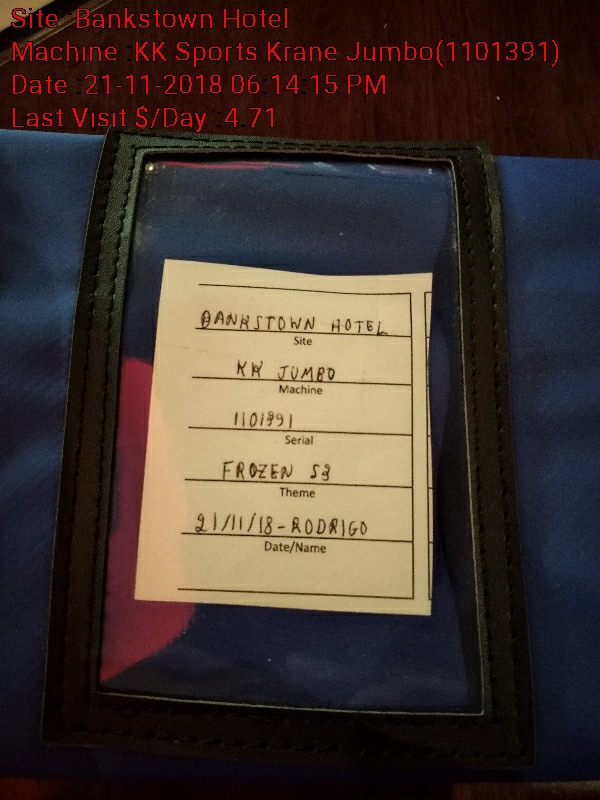 Site :Bankstown Hotel
Machine :KK Sports Krane Jumbo(1101391)
Date :21-11-2018 06:14:15 PM
Last Visit $/Day :4.71
BANKSTOWN HOTEL
Site
KK JUMBO
Machine
1101391
Serial
FROZEN S3
Theme
21/11/18-RODRIGO
Date/Name